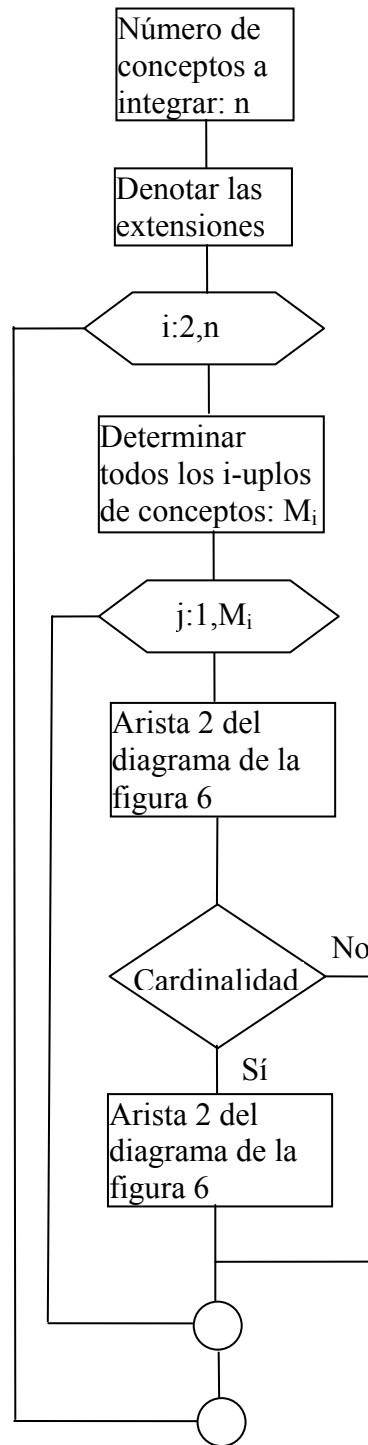 Número de
conceptos a
integrar: n
Denotar las
extensiones
i:2,n
Determinar
todos los i-uplos
de conceptos: Mᵢ
j:1,Mᵢ
Arista 2 del
diagrama de la
figura 6
No
Cardinalidad
Sí
Arista 2 del
diagrama de la
figura 6